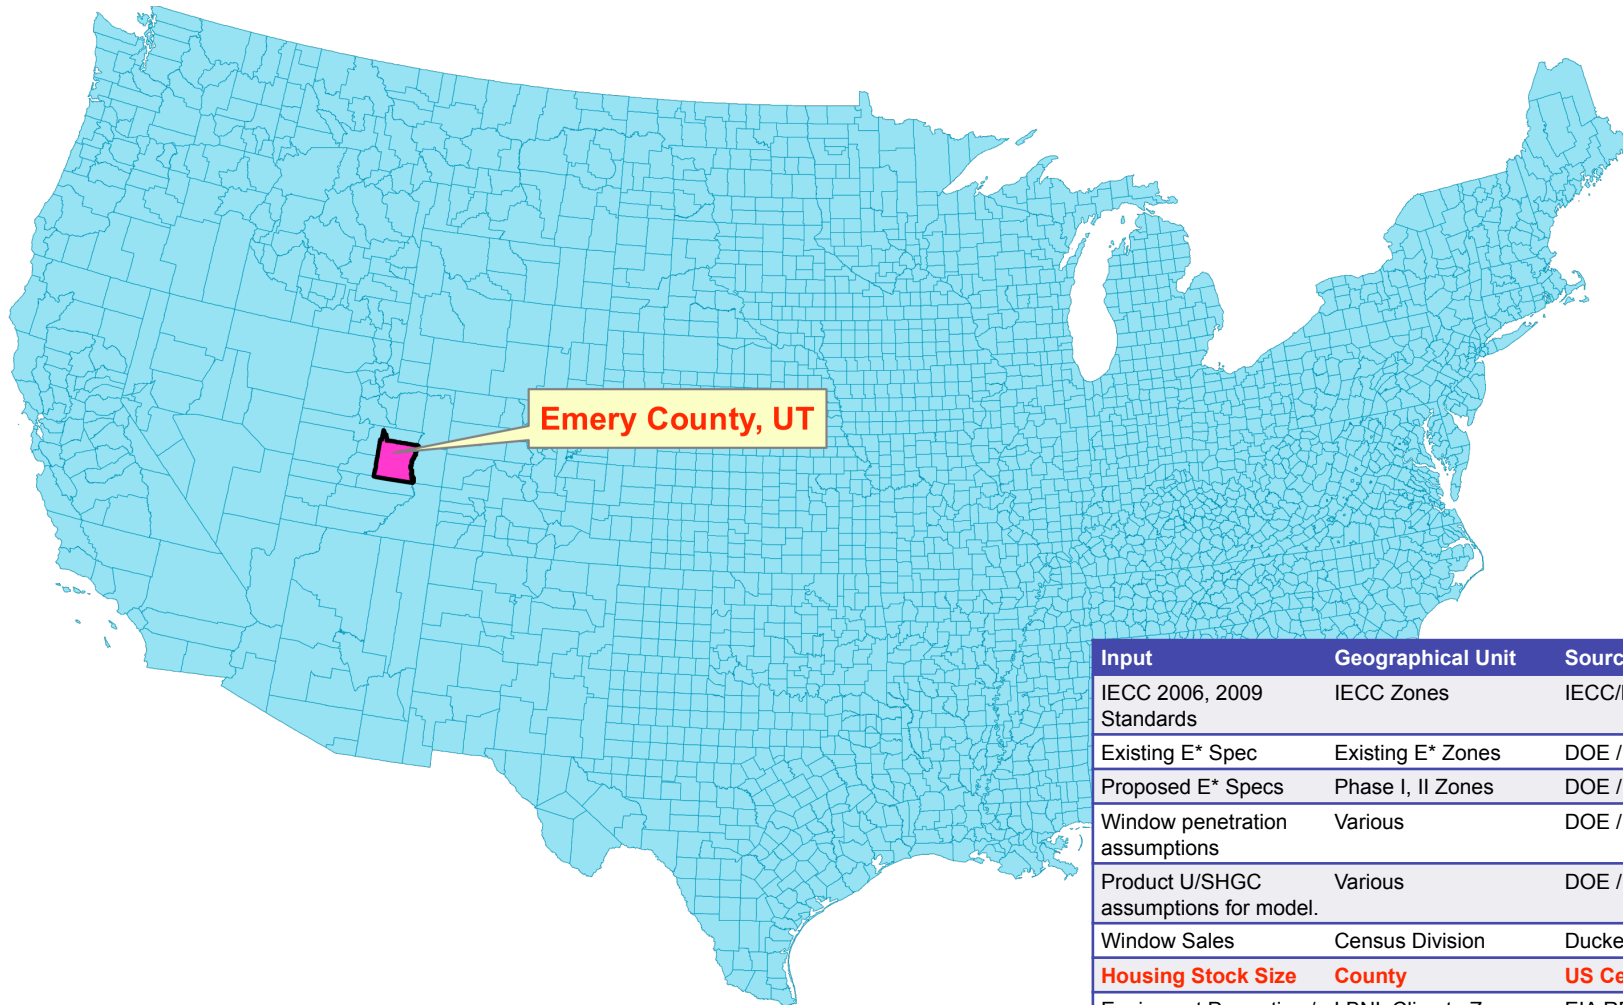 Emery County, UT
Input Geographical Unit
IECC 2006, 2009 IECC Zones
Standards
Existing E* Spec Existing E* Zones DOE /
Proposed E* Specs Phase I, II Zones DOE /
Window penetration Various DOE /
assumptions
Product U/SHGC Various DOE /
assumptions for model.
Window Sales Census Division
Housing Stock Size County US